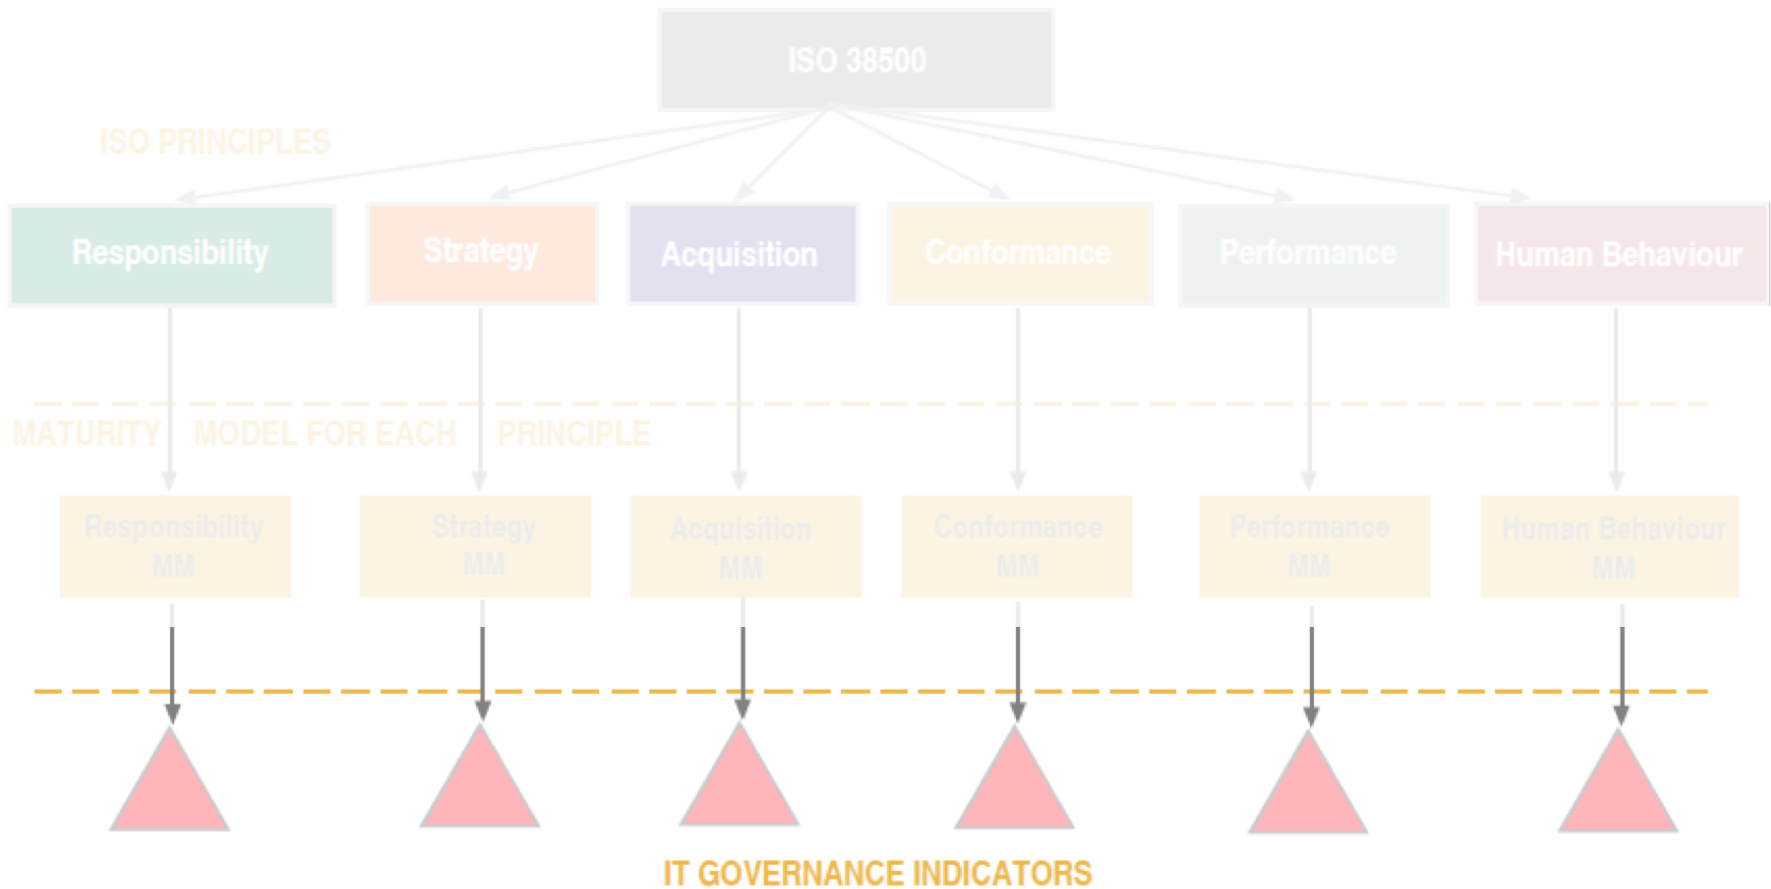 ISO 38500
ISO PRINCIPLES
Responsibility
Strategy
Acquisition
Conformance
Performance
Human Behaviour
MATURITY MODEL FOR EACH PRINCIPLE
Responsibility
MM
Strategy
MM
Acquisition
MM
Conformance
MM
Performance
MM
Human Behaviour
MM
IT GOVERNANCE INDICATORS